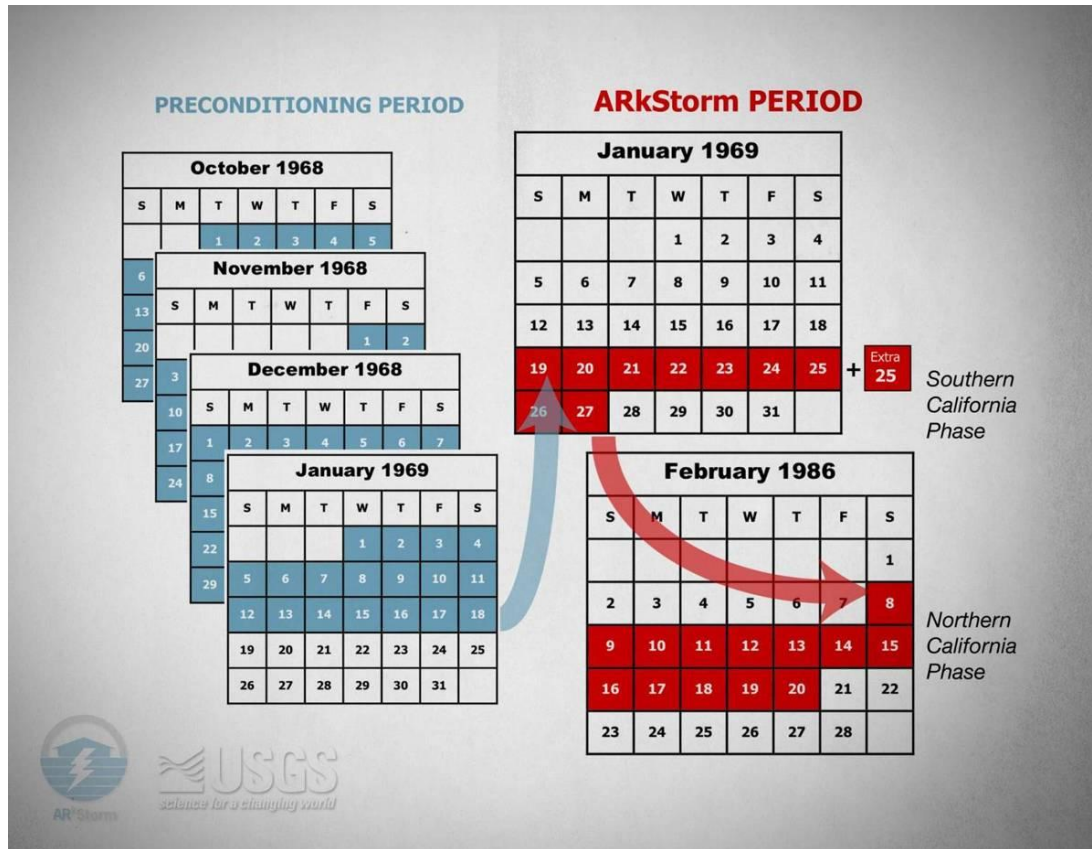 PRECONDITIONING PERIOD
October 1968
S M T W T F S
1 2 3 4 5
6
13
20
27
November 1968
S M T W T F S
1 2
3
10
17
24
December 1968
S M T W T F S
1 2 3 4 5 6 7
8
15
22
29
January 1969
S M T W T F S
1 2 3 4
5 6 7 8 9 10 11
12 13 14 15 16 17 18
19 20 21 22 23 24 25
26 27 28 29 30 31
ARkStorm PERIOD
January 1969
S M T W T F S
1 2 3 4
5 6 7 8 9 10 11
12 13 14 15 16 17 18
19 20 21 22 23 24 25 + Extra 25
26 27 28 29 30 31
Southern
California
Phase
February 1986
S M T W T F S
1
2 3 4 5 6 7 8
9 10 11 12 13 14 15
16 17 18 19 20 21 22
23 24 25 26 27 28
Northern
California
Phase
ARkStorm
USGS
science for a changing world